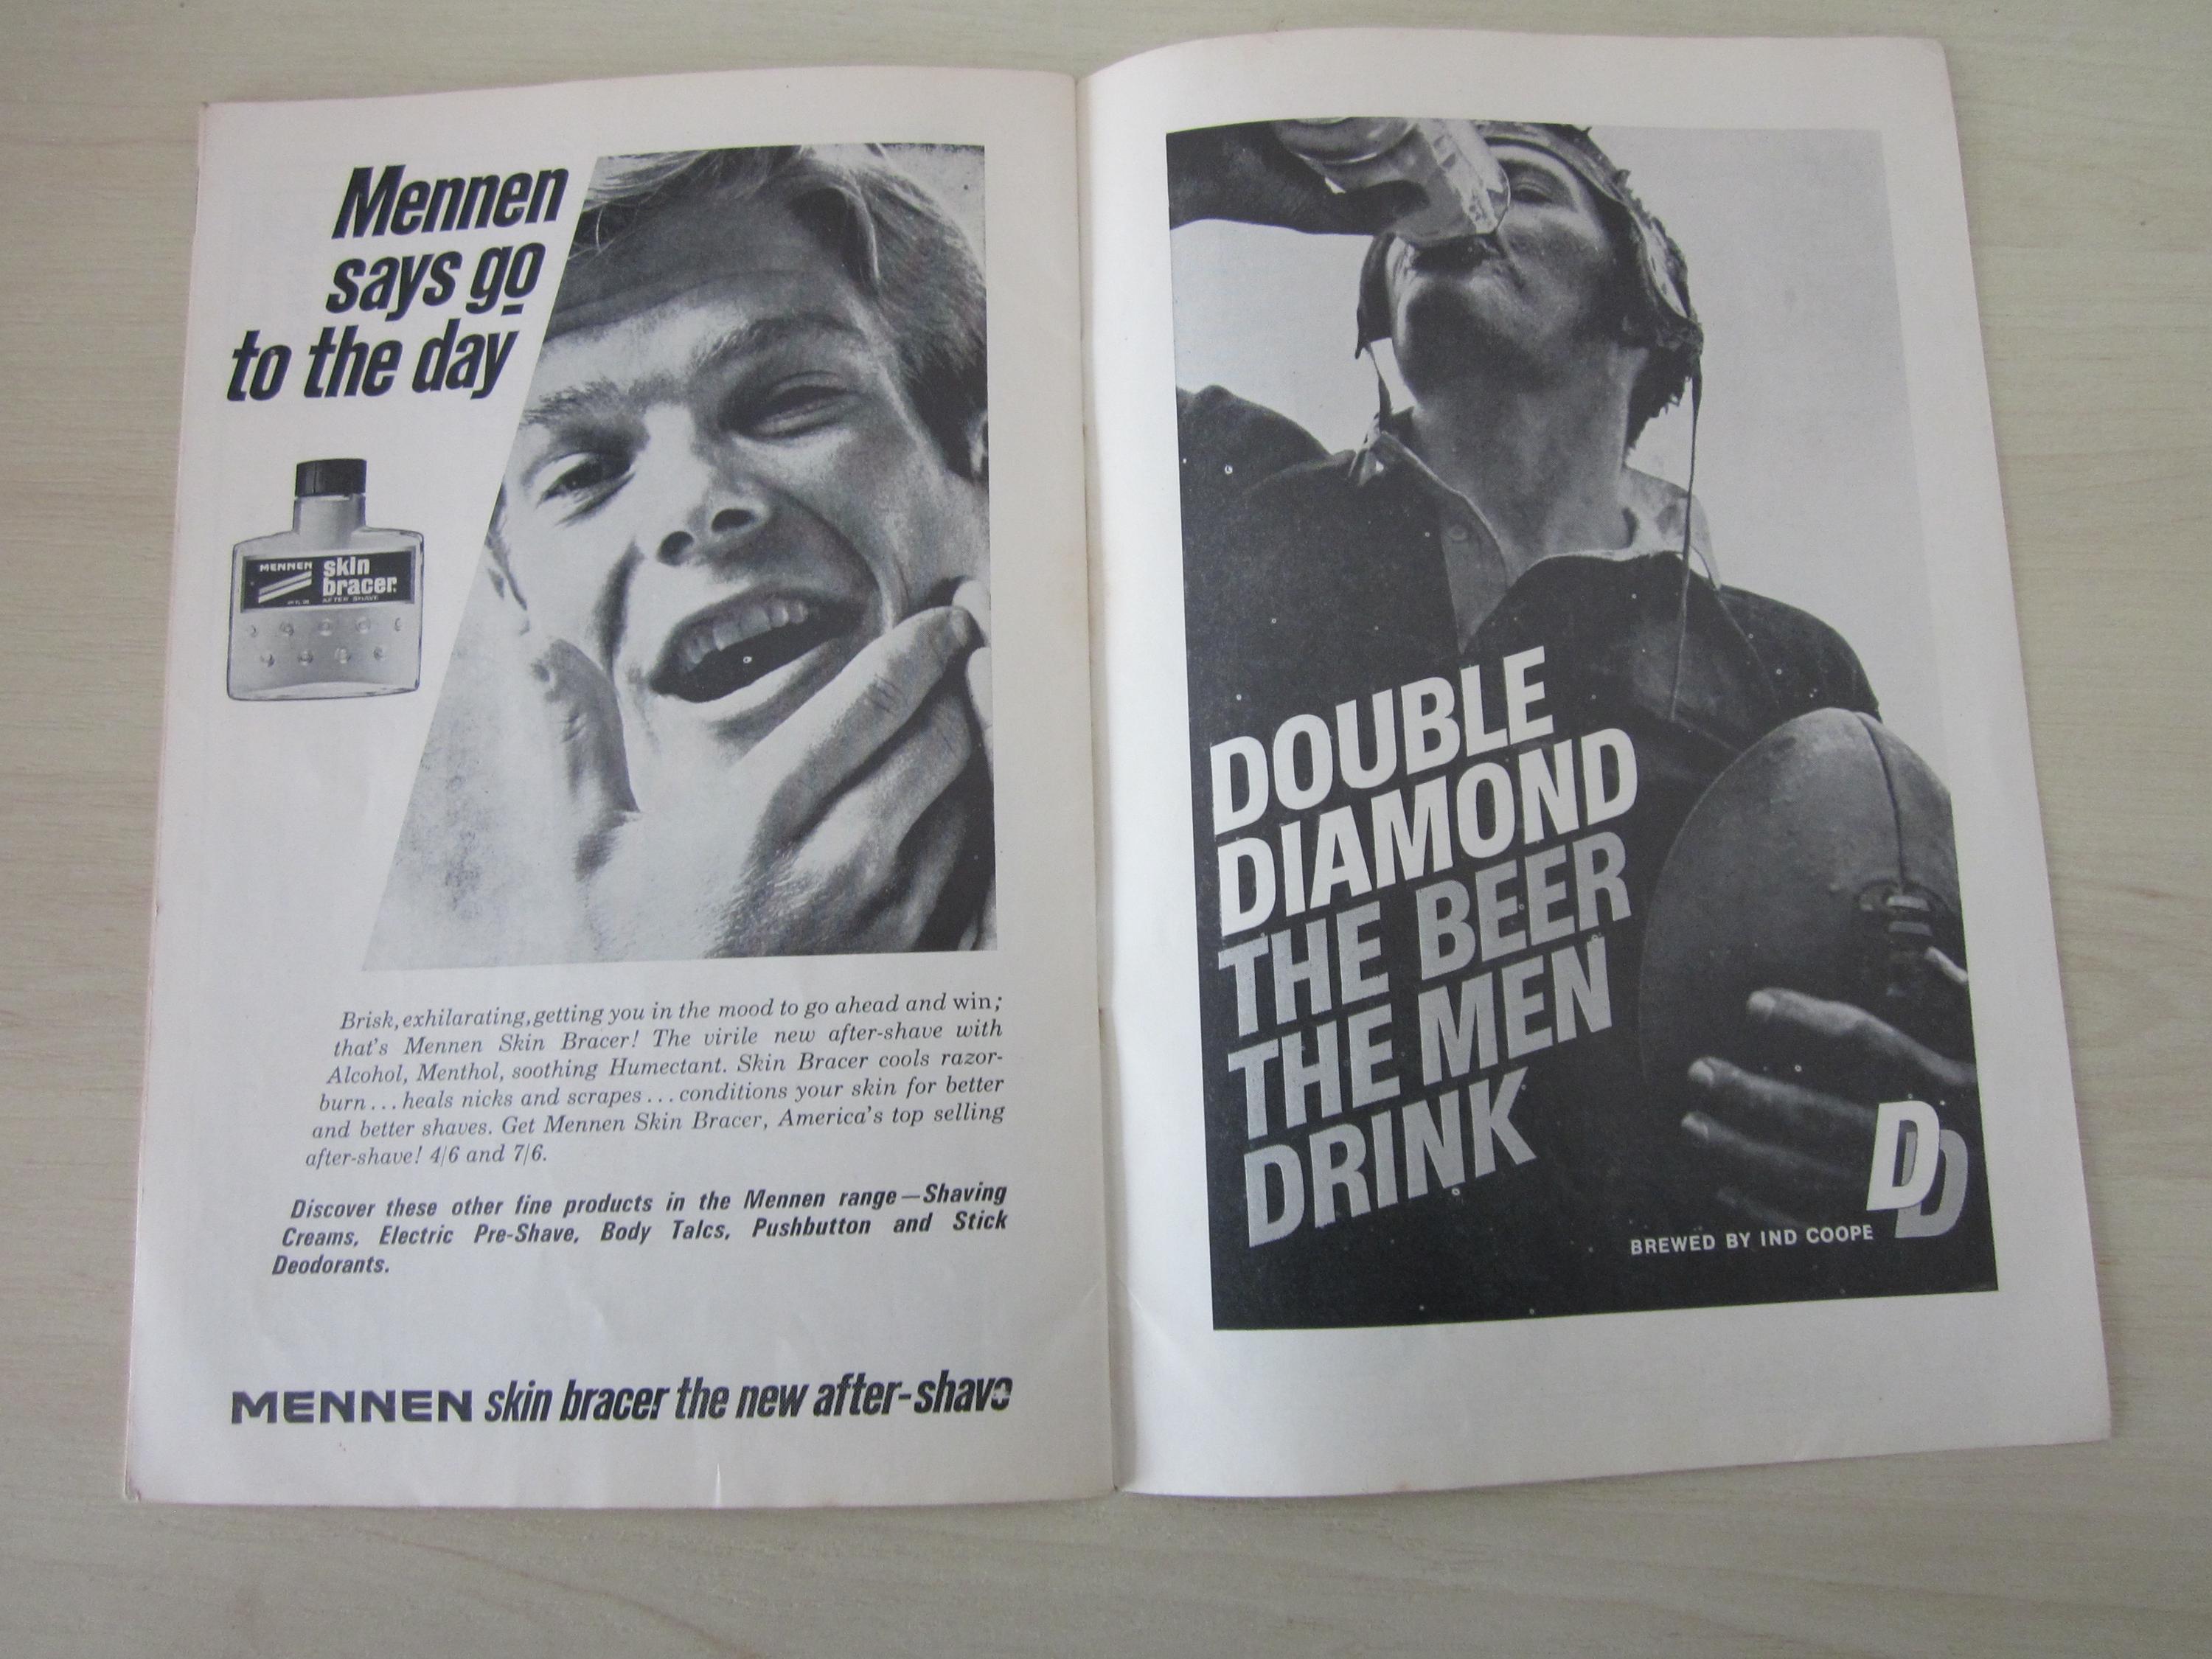 Mennen
says go
to the day
MENNEN
skin
bracer
AFTER SHAVE
Brisk, exhilarating, getting you in the mood to go ahead and win;
that's Mennen Skin Bracer! The virile new after-shave with
Alcohol, Menthol, soothing Humectant. Skin Bracer cools razor-
burn...heals nicks and scrapes...conditions your skin for better
and better shaves. Get Mennen Skin Bracer, America's top selling
after-shave! 4/6 and 7/6.
Discover these other fine products in the Mennen range—Shaving
Creams, Electric Pre-Shave, Body Talcs, Pushbutton and Stick
Deodorants.
MENNEN skin bracer the new after-shave
DOUBLE
DIAMOND
THE BEER
THE MEN
DRINK
DD
BREWED BY IND COOPE